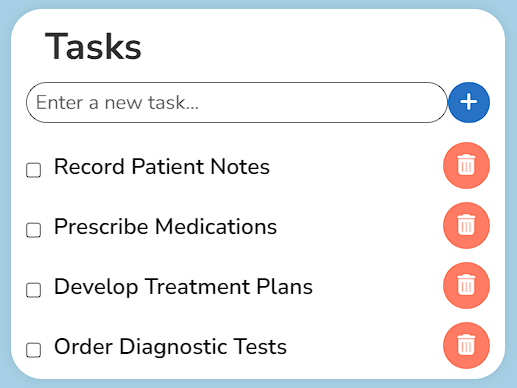 Tasks
Enter a new task...
Record Patient Notes
Prescribe Medications
Develop Treatment Plans
Order Diagnostic Tests